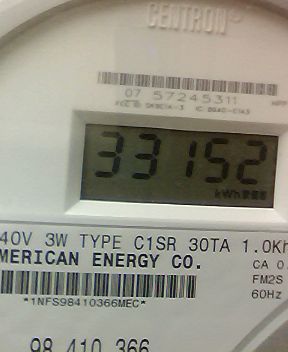 CENTRON®
07 57245311
33152
kWh
40V 3W TYPE C1SR 30TA 1.0Kh
MERICAN ENERGY CO.
CA 0.
FM2S
60Hz
*1NFS98410366MEC*
98 410 366